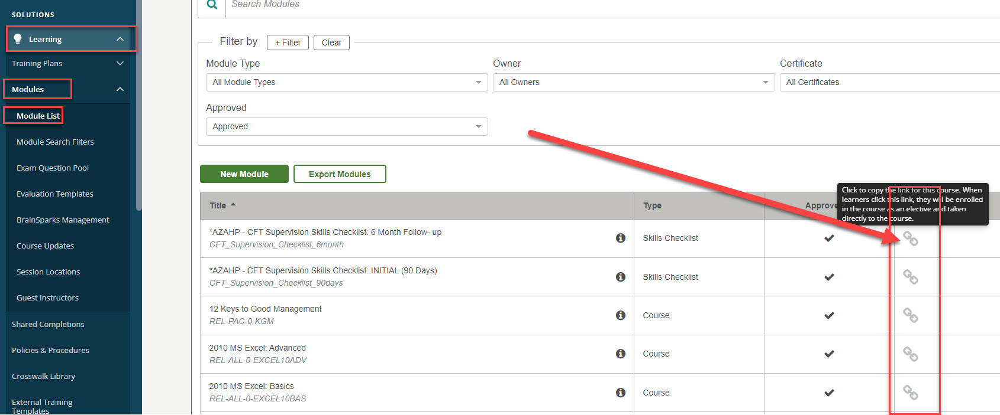 SOLUTIONS
Learning
Training Plans
Modules
Module List
Module Search Filters
Exam Question Pool
Evaluation Templates
BrainSparks Management
Course Updates
Session Locations
Guest Instructors
Shared Completions
Policies & Procedures
Crosswalk Library
External Training
Templates
Search Modules
Filter by
+ Filter
Clear
Module Type
Owner
Certificate
All Module Types
All Owners
All Certificates
Approved
Approved
New Module
Export Modules
Click to copy the link for this course. When
learners click this link, they will be enrolled
in the course as an elective and taken
directly to the course.
Title
Type
Approve
*AZAHP - CFT Supervision Skills Checklist: 6 Month Follow- up
CFT_Supervision_Checklist_6month
Skills Checklist
*AZAHP - CFT Supervision Skills Checklist: INITIAL (90 Days)
CFT_Supervision_Checklist_90days
Skills Checklist
12 Keys to Good Management
REL-PAC-0-KGM
Course
2010 MS Excel: Advanced
REL-ALL-0-EXCEL10ADV
Course
2010 MS Excel: Basics
REL-ALL-0-EXCEL10BAS
Course